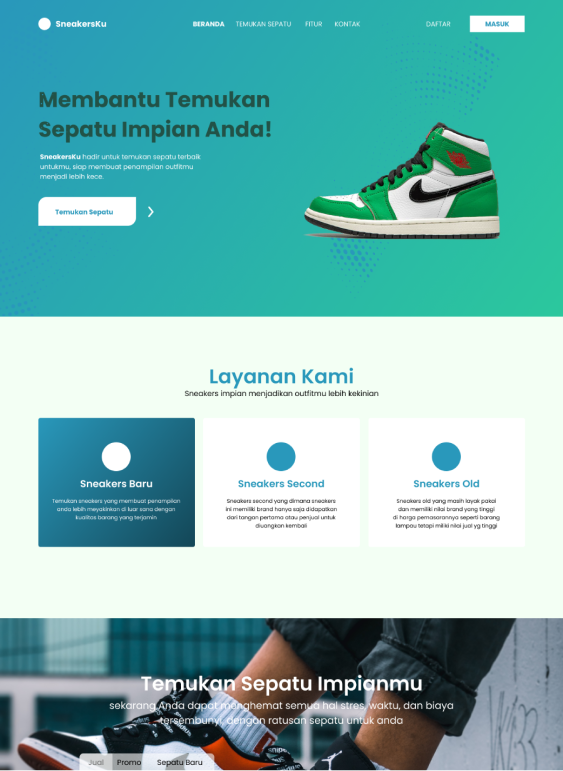 SneakersKu BERANDA TEMUKAN SEPATU FITUR KONTAK DAFTAR MASUK
Membantu Temukan
Sepatu Impian Anda!
SneakersKu hadir untuk temukan sepatu terbaik
untukmu, siap membuat penampilan outfitmu
menjadi lebih kece.
Temukan Sepatu
Layanan Kami
Sneakers impian menjadikan outfitmu lebih kekinian
Sneakers Baru
Temukan sneakers yang membuat penampilan
anda lebih meyakinkan di luar sana dengan
kualitas barang yang terjamin
Sneakers Second
Sneakers second yang dimana sneakers
ini memiliki brand hanya saja didapatkan
dari tangan pertama atau penjual untuk
diuangkan kembali
Sneakers Old
Sneakers old yang masih layak pakai
dan memiliki nilai brand yang tinggi
di harga pemasarannya seperti barang
lampau tetapi miliki nilai jual yg tinggi
Temukan Sepatu Impianmu
sekarang Anda dapat menghemat semua hal stres, waktu, dan biaya
tersembunyi, dengan ratusan sepatu untuk anda
Jual Promo Sepatu Baru